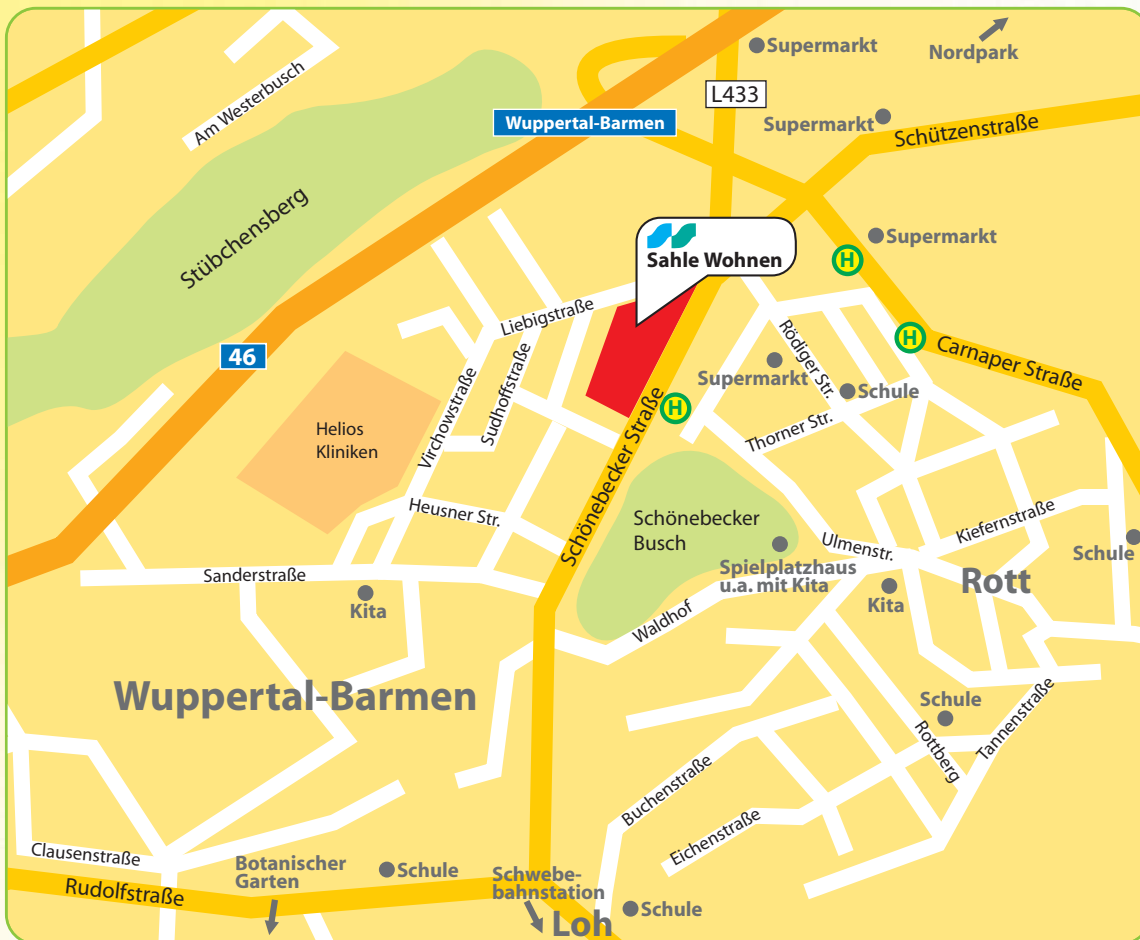 Supermarkt
Nordpark
Am Westerbusch
L433
Wuppertal-Barmen
Supermarkt
Schützenstraße
Stübchensberg
Sahle Wohnen
Supermarkt
H
Liebigstraße
Rödiger Str.
H
Carnaper Straße
46
Supermarkt
Schule
Sudhoffstraße
Virchowstraße
H
Helios
Kliniken
Thorner Str.
Schönebecker Straße
Heusner Str.
Schönebecker
Busch
Kiefernstraße
Ulmenstr.
Schule
Sanderstraße
Spielplatzhaus
u.a. mit Kita
Rott
Kita
Kita
Waldhof
Wuppertal-Barmen
Schule
Tannenstraße
Rottberg
Buchenstraße
Eichenstraße
Clausenstraße
Botanischer
Garten
Schule
Schwebe-
bahnstation
Rudolfstraße
Loh
Schule